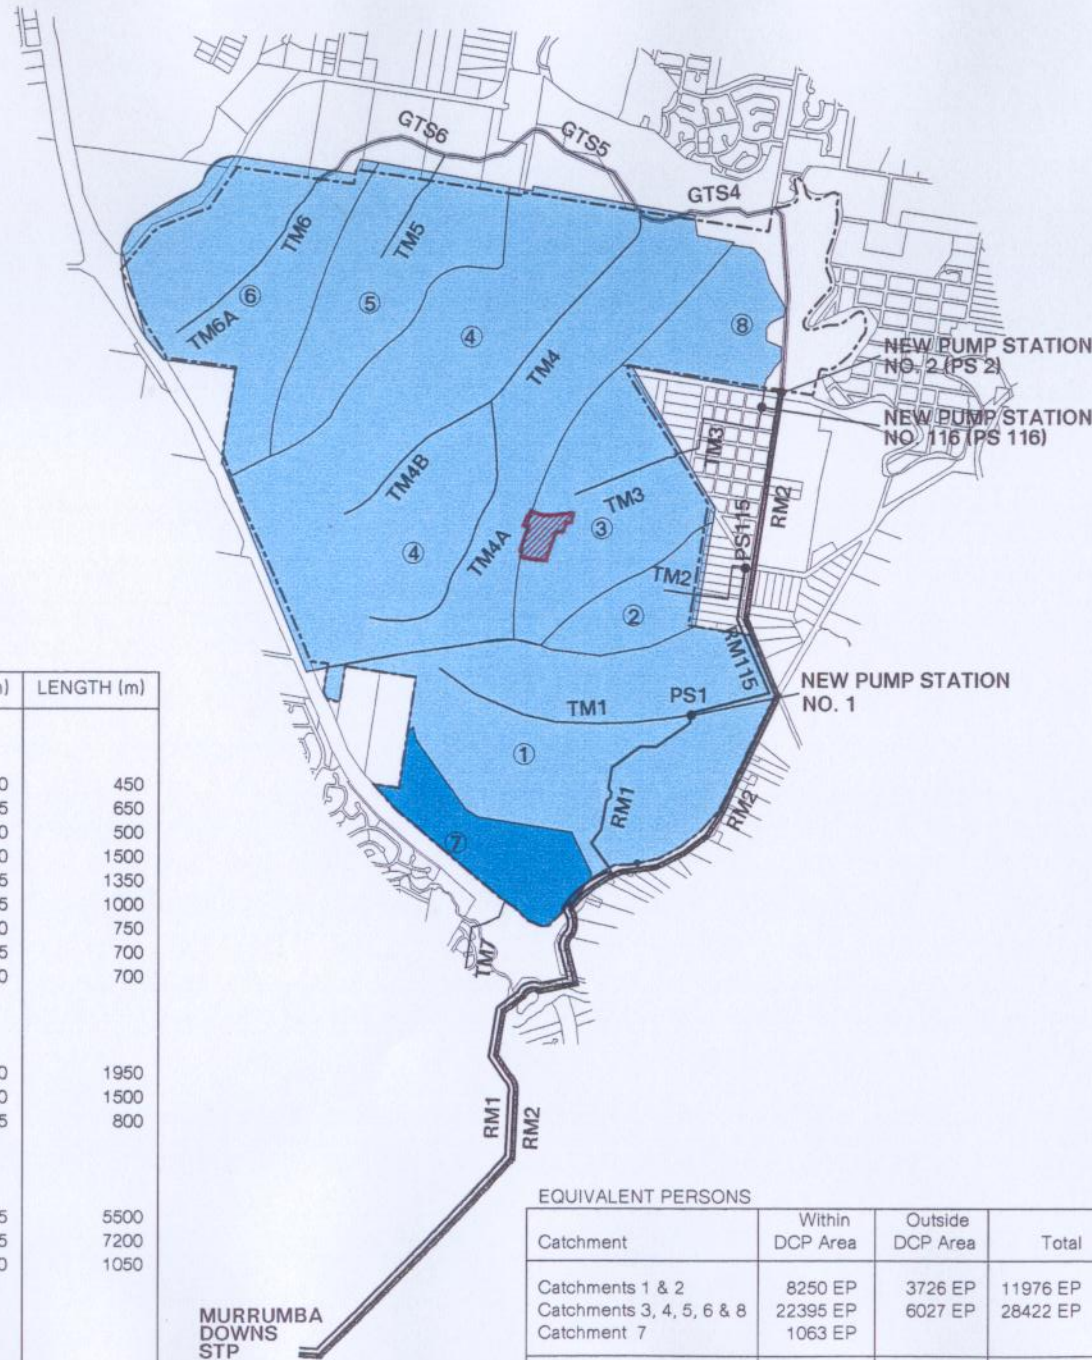 GTS6
GTS5
GTS4
TM6
TM5
TM6A
⑥
⑤
④
⑧
TM4
NEW PUMP STATION
NO. 2 (PS 2)
NEW PUMP STATION
NO. 116 (PS 116)
TM3
TM4B
TM3
RM2
③
PS115
TM4A
④
TM2
②
RM115
NEW PUMP STATION
NO. 1
PS1
TM1
①
RM1
RM2
⑦
TM7
RM1
RM2
MURRUMBA
DOWNS
STP
LENGTH (m)
450
650
500
1500
1350
1000
750
700
700
1950
1500
800
5500
7200
1050
EQUIVALENT PERSONS
Catchment Within DCP Area Outside DCP Area Total
Catchments 1 & 2 8250 EP 3726 EP 11976 EP
Catchments 3, 4, 5, 6 & 8 22395 EP 6027 EP 28422 EP
Catchment 7 1063 EP